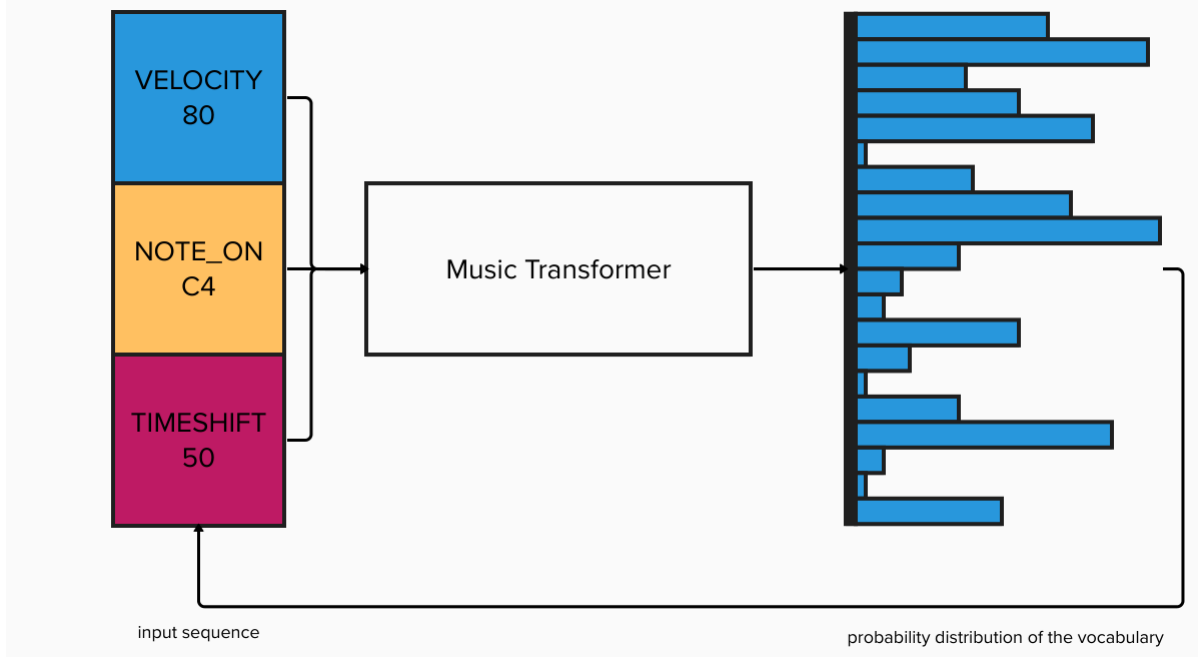 VELOCITY
80
NOTE_ON
C4
TIMESHIFT
50
Music Transformer
input sequence
probability distribution of the vocabulary